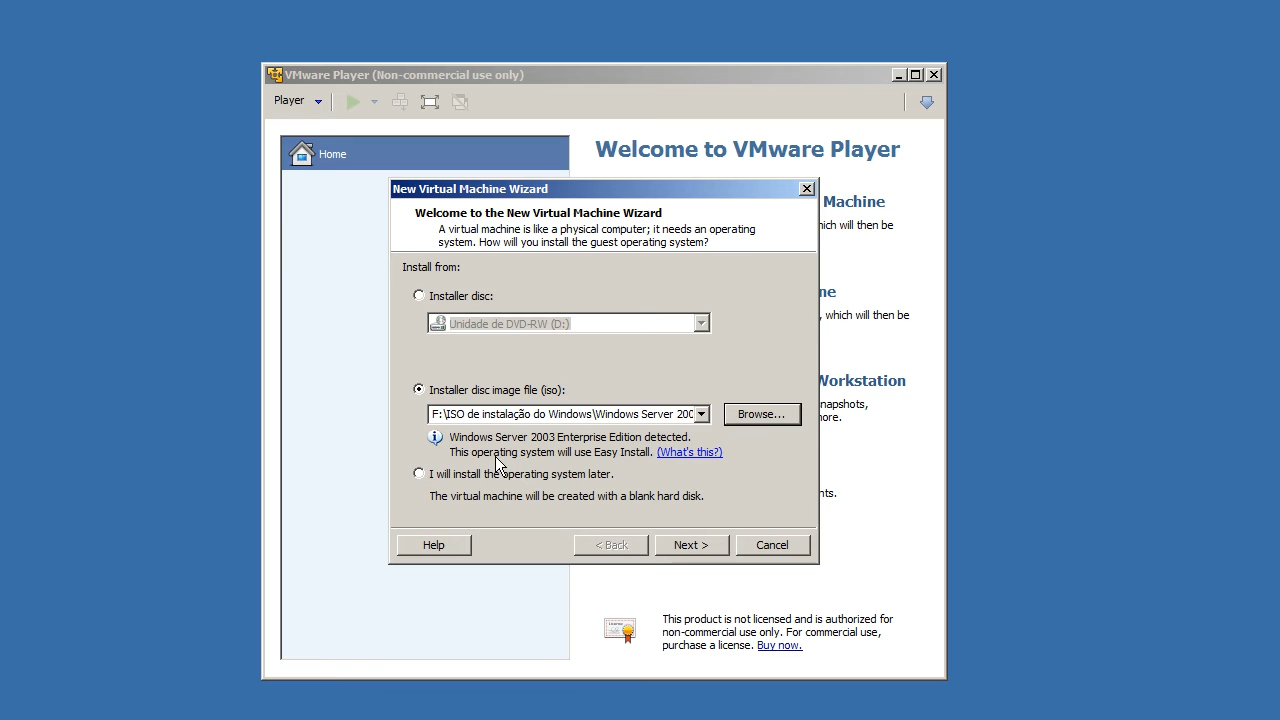 VMware Player (Non-commercial use only)
Player
Home
Welcome to VMware Player
New Virtual Machine Wizard
Welcome to the New Virtual Machine Wizard
A virtual machine is like a physical computer; it needs an operating
system. How will you install the guest operating system?
Machine
hich will then be
Install from:
Installer disc:
Unidade de DVD-RW (D:)
ne
, which will then be
Installer disc image file (iso):
F:\ISO de instalação do Windows\Windows Server 200
Browse...
Workstation
napshots,
ore.
Windows Server 2003 Enterprise Edition detected.
This operating system will use Easy Install. (What's this?)
I will install the operating system later.
The virtual machine will be created with a blank hard disk.
nts.
Help
< Back
Next >
Cancel
This product is not licensed and is authorized for
non-commercial use only. For commercial use,
purchase a license. Buy now.